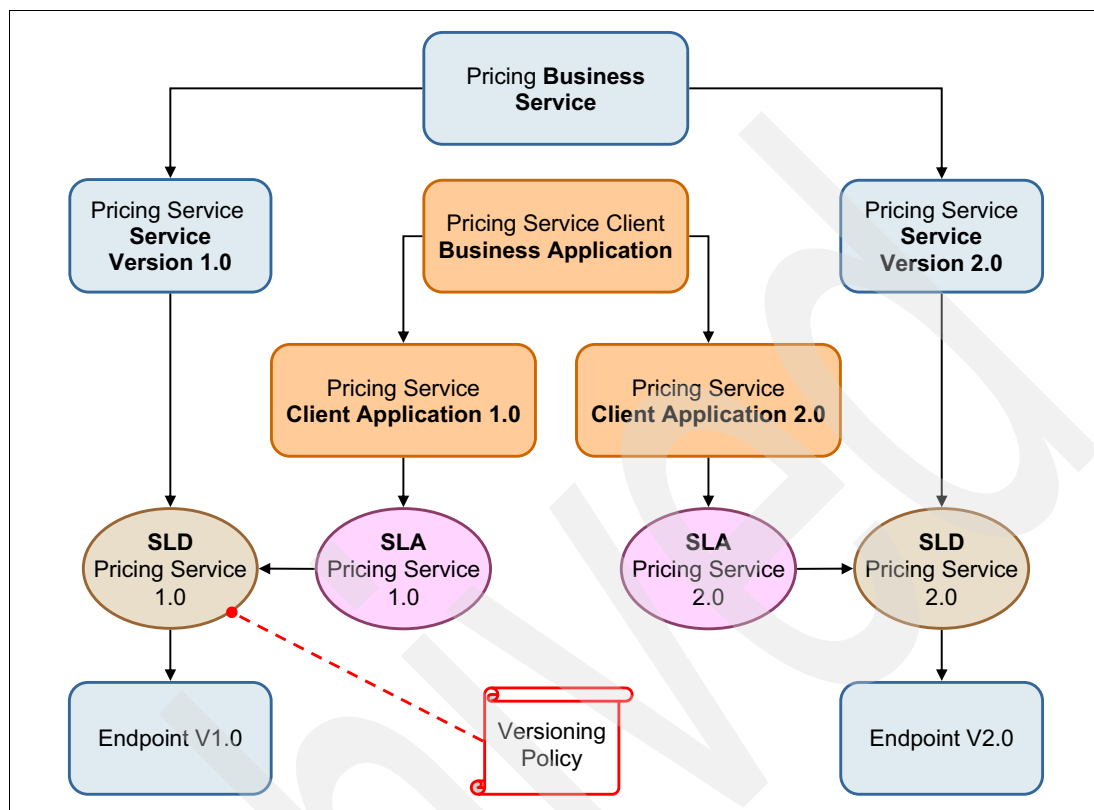 Pricing Business
Service
Pricing Service
Service
Version 1.0
Pricing Service Client
Business Application
Pricing Service
Service
Version 2.0
Pricing Service
Client Application 1.0
Pricing Service
Client Application 2.0
SLD
Pricing Service
1.0
SLA
Pricing Service
1.0
SLA
Pricing Service
2.0
SLD
Pricing Service
2.0
Endpoint V1.0
Versioning
Policy
Endpoint V2.0